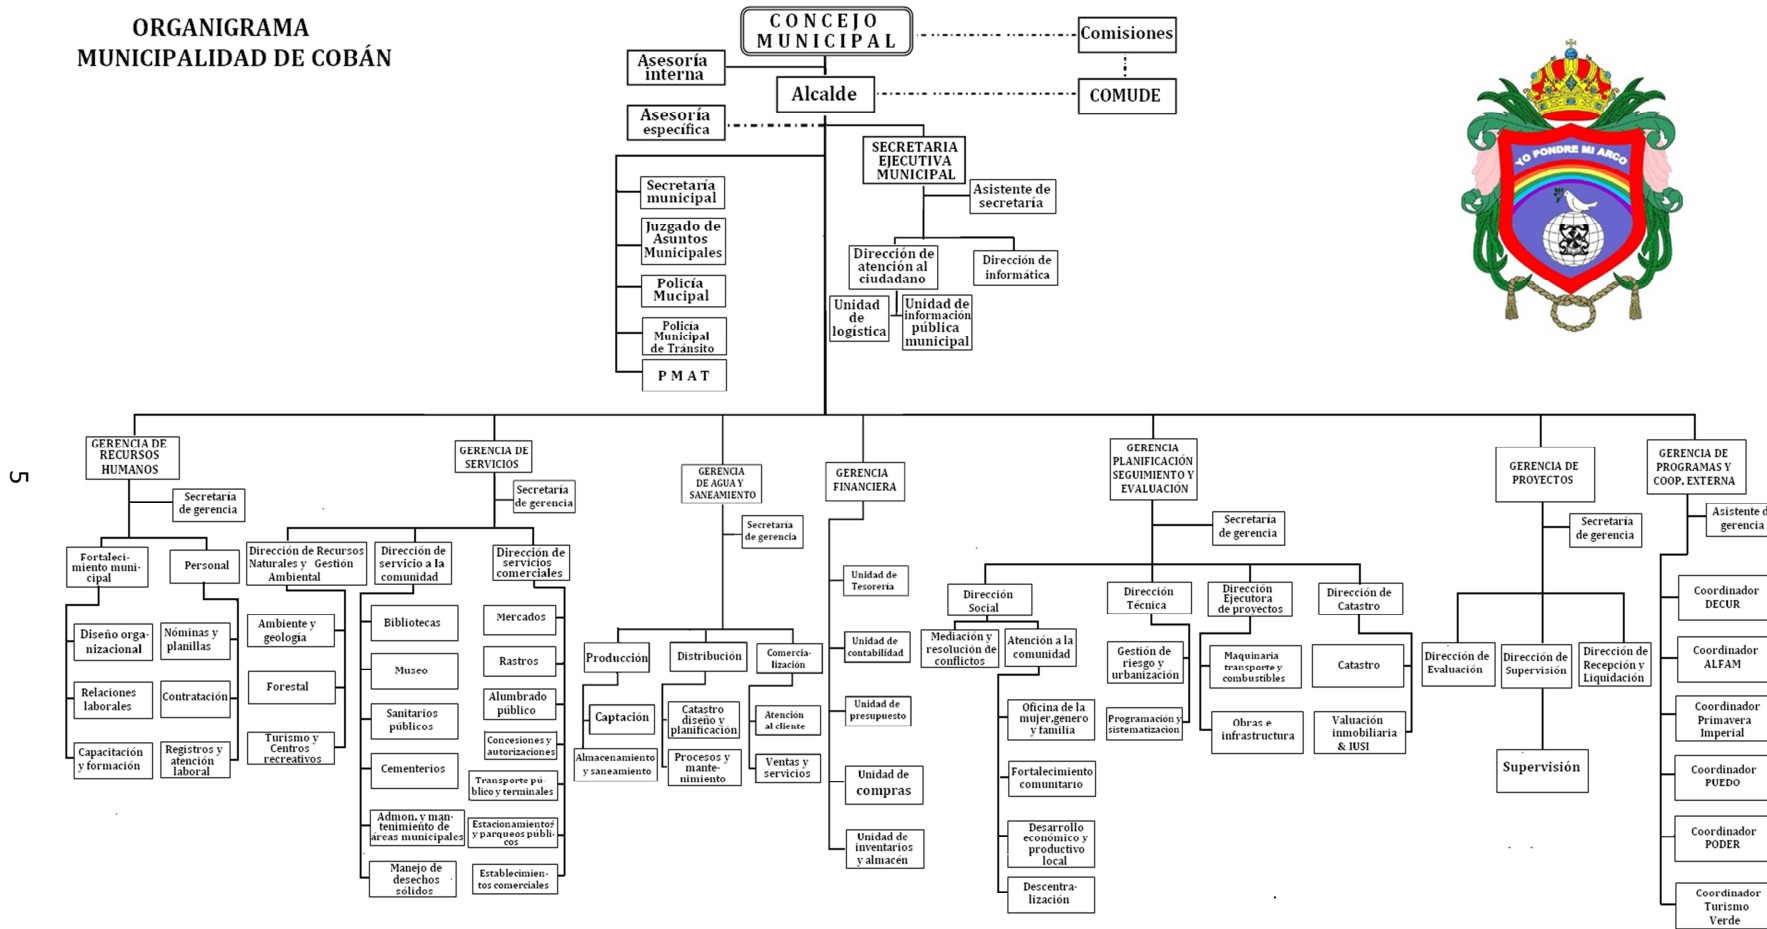 ORGANIGRAMA
MUNICIPALIDAD DE COBÁN
CONCEJO
MUNICIPAL
Comisiones
Asesoría
interna
Alcalde
COMUDE
Asesoría
específica
SECRETARIA
EJECUTIVA
MUNICIPAL
Secretaría
municipal
Asistente de
secretaría
Juzgado de
Asuntos
Municipales
Dirección de
atención al
ciudadano
Dirección de
informática
Policía
Mucipal
Unidad
de
logística
Unidad de
información
pública
municipal
Policía
Municipal
de Tránsito
P M A T
YO PONDRE MI ARCO
5
GERENCIA DE
RECURSOS
HUMANOS
Secretaría
de gerencia
Fortaleci-
miento muni-
cipal
Personal
Diseño orga-
nizacional
Nóminas y
planillas
Relaciones
laborales
Contratación
Capacitación
y formación
Registros y
atención
laboral
GERENCIA DE
SERVICIOS
Secretaría
de gerencia
Dirección de Recursos
Naturales y Gestión
Ambiental
Dirección de
servicio a la
comunidad
Dirección de
servicios
comerciales
Ambiente y
geología
Forestal
Turismo y
Centros
recreativos
Bibliotecas
Museo
Sanitarios
públicos
Cementerios
Admon. y man-
tenimiento de
áreas municipales
Manejo de
desechos
sólidos
Mercados
Rastros
Alumbrado
público
Concesiones y
autorizaciones
Transporte pú-
blico y terminales
Estacionamientos
y parqueos públi-
cos
Establecimien-
tos comerciales
GERENCIA
DE AGUA Y
SANEAMIENTO
Secretaría
de gerencia
Producción
Distribución
Comercia-
lización
Captación
Almacenamiento
y saneamiento
Catastro
diseño y
planificación
Procesos y
mante-
nimiento
Atención
al cliente
Ventas y
servicios
GERENCIA
FINANCIERA
Unidad de
Tesorería
Unidad de
contabilidad
Unidad de
presupuesto
Unidad de
compras
Unidad de
inventarios
y almacén
GERENCIA
PLANIFICACIÓN
SEGUIMIENTO Y
EVALUACIÓN
Secretaría
de gerencia
Dirección
Social
Dirección
Técnica
Dirección
Ejecutora
de proyectos
Dirección de
Catastro
Mediación y
resolución de
conflictos
Atención a la
comunidad
Oficina de la
mujer,género
y familia
Fortalecimiento
comunitario
Desarrollo
económico y
productivo
local
Descentra-
lización
Gestión de
riesgo y
urbanización
Programación y
sistematización
Maquinaria
transporte y
combustibles
Obras e
infraestructura
Catastro
Valuación
inmobiliaria
& IUSI
GERENCIA DE
PROYECTOS
Secretaría
de gerencia
Dirección de
Evaluación
Dirección de
Supervisión
Dirección de
Recepción y
Liquidación
Supervisión
GERENCIA DE
PROGRAMAS Y
COOP. EXTERNA
Asistente d
gerencia
Coordinador
DECUR
Coordinador
ALFAM
Coordinador
Primavera
Imperial
Coordinador
PUEDO
Coordinador
PODER
Coordinador
Turismo
Verde